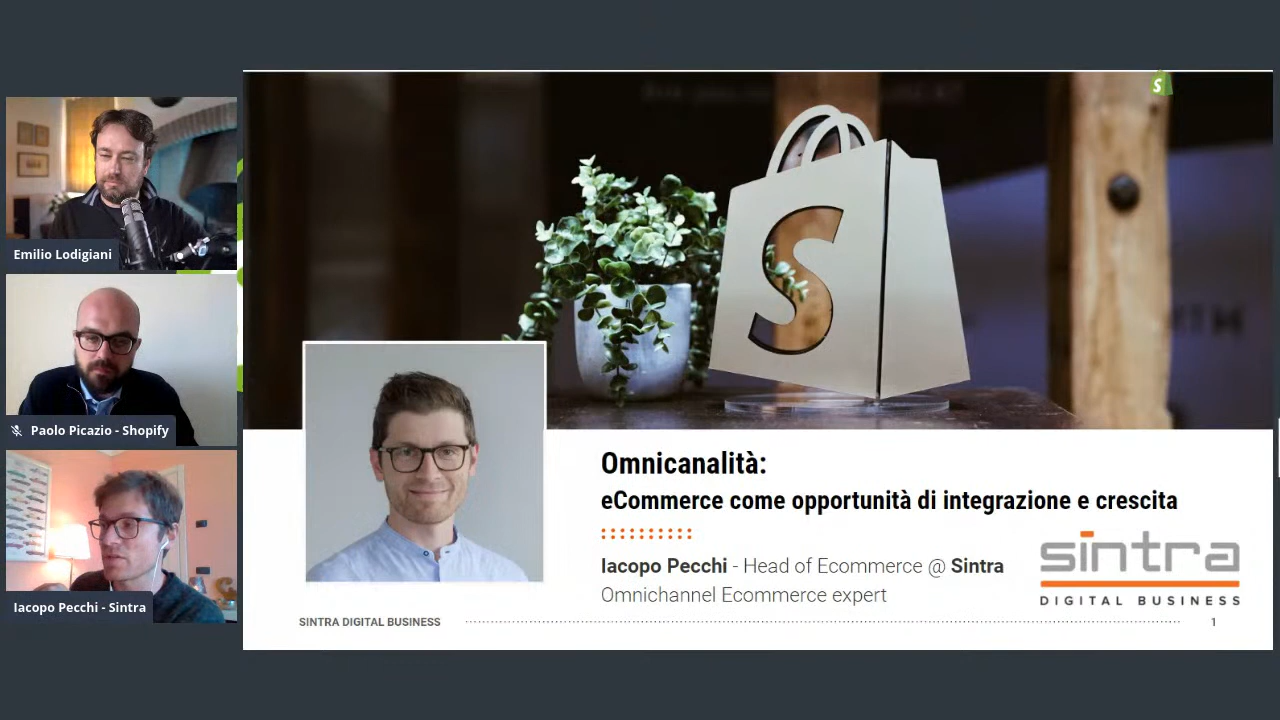 Emilio Lodigiani
Paolo Picazio - Shopify
Iacopo Pecchi - Sintra
S
S
Omnicanalità:
eCommerce come opportunità di integrazione e crescita
Iacopo Pecchi - Head of Ecommerce @ Sintra
Omnichannel Ecommerce expert
sintra
DIGITAL BUSINESS
SINTRA DIGITAL BUSINESS
1